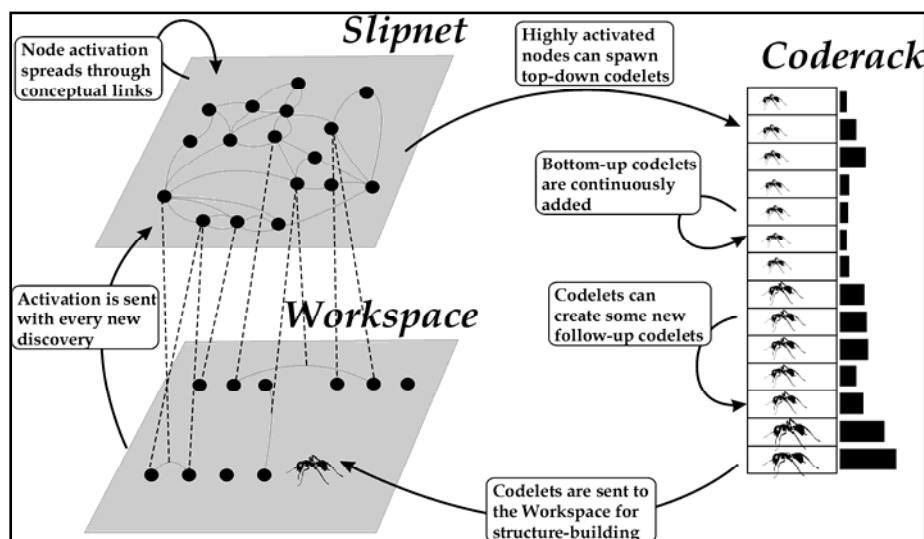 Slipnet
Node activation
spreads through
conceptual links
Highly activated
nodes can spawn
top-down codelets
Coderack
Bottom-up codelets
are continuously
added
Activation is sent
with every new
discovery
Workspace
Codelets can
create some new
follow-up codelets
Codelets are sent to
the Workspace for
structure-building